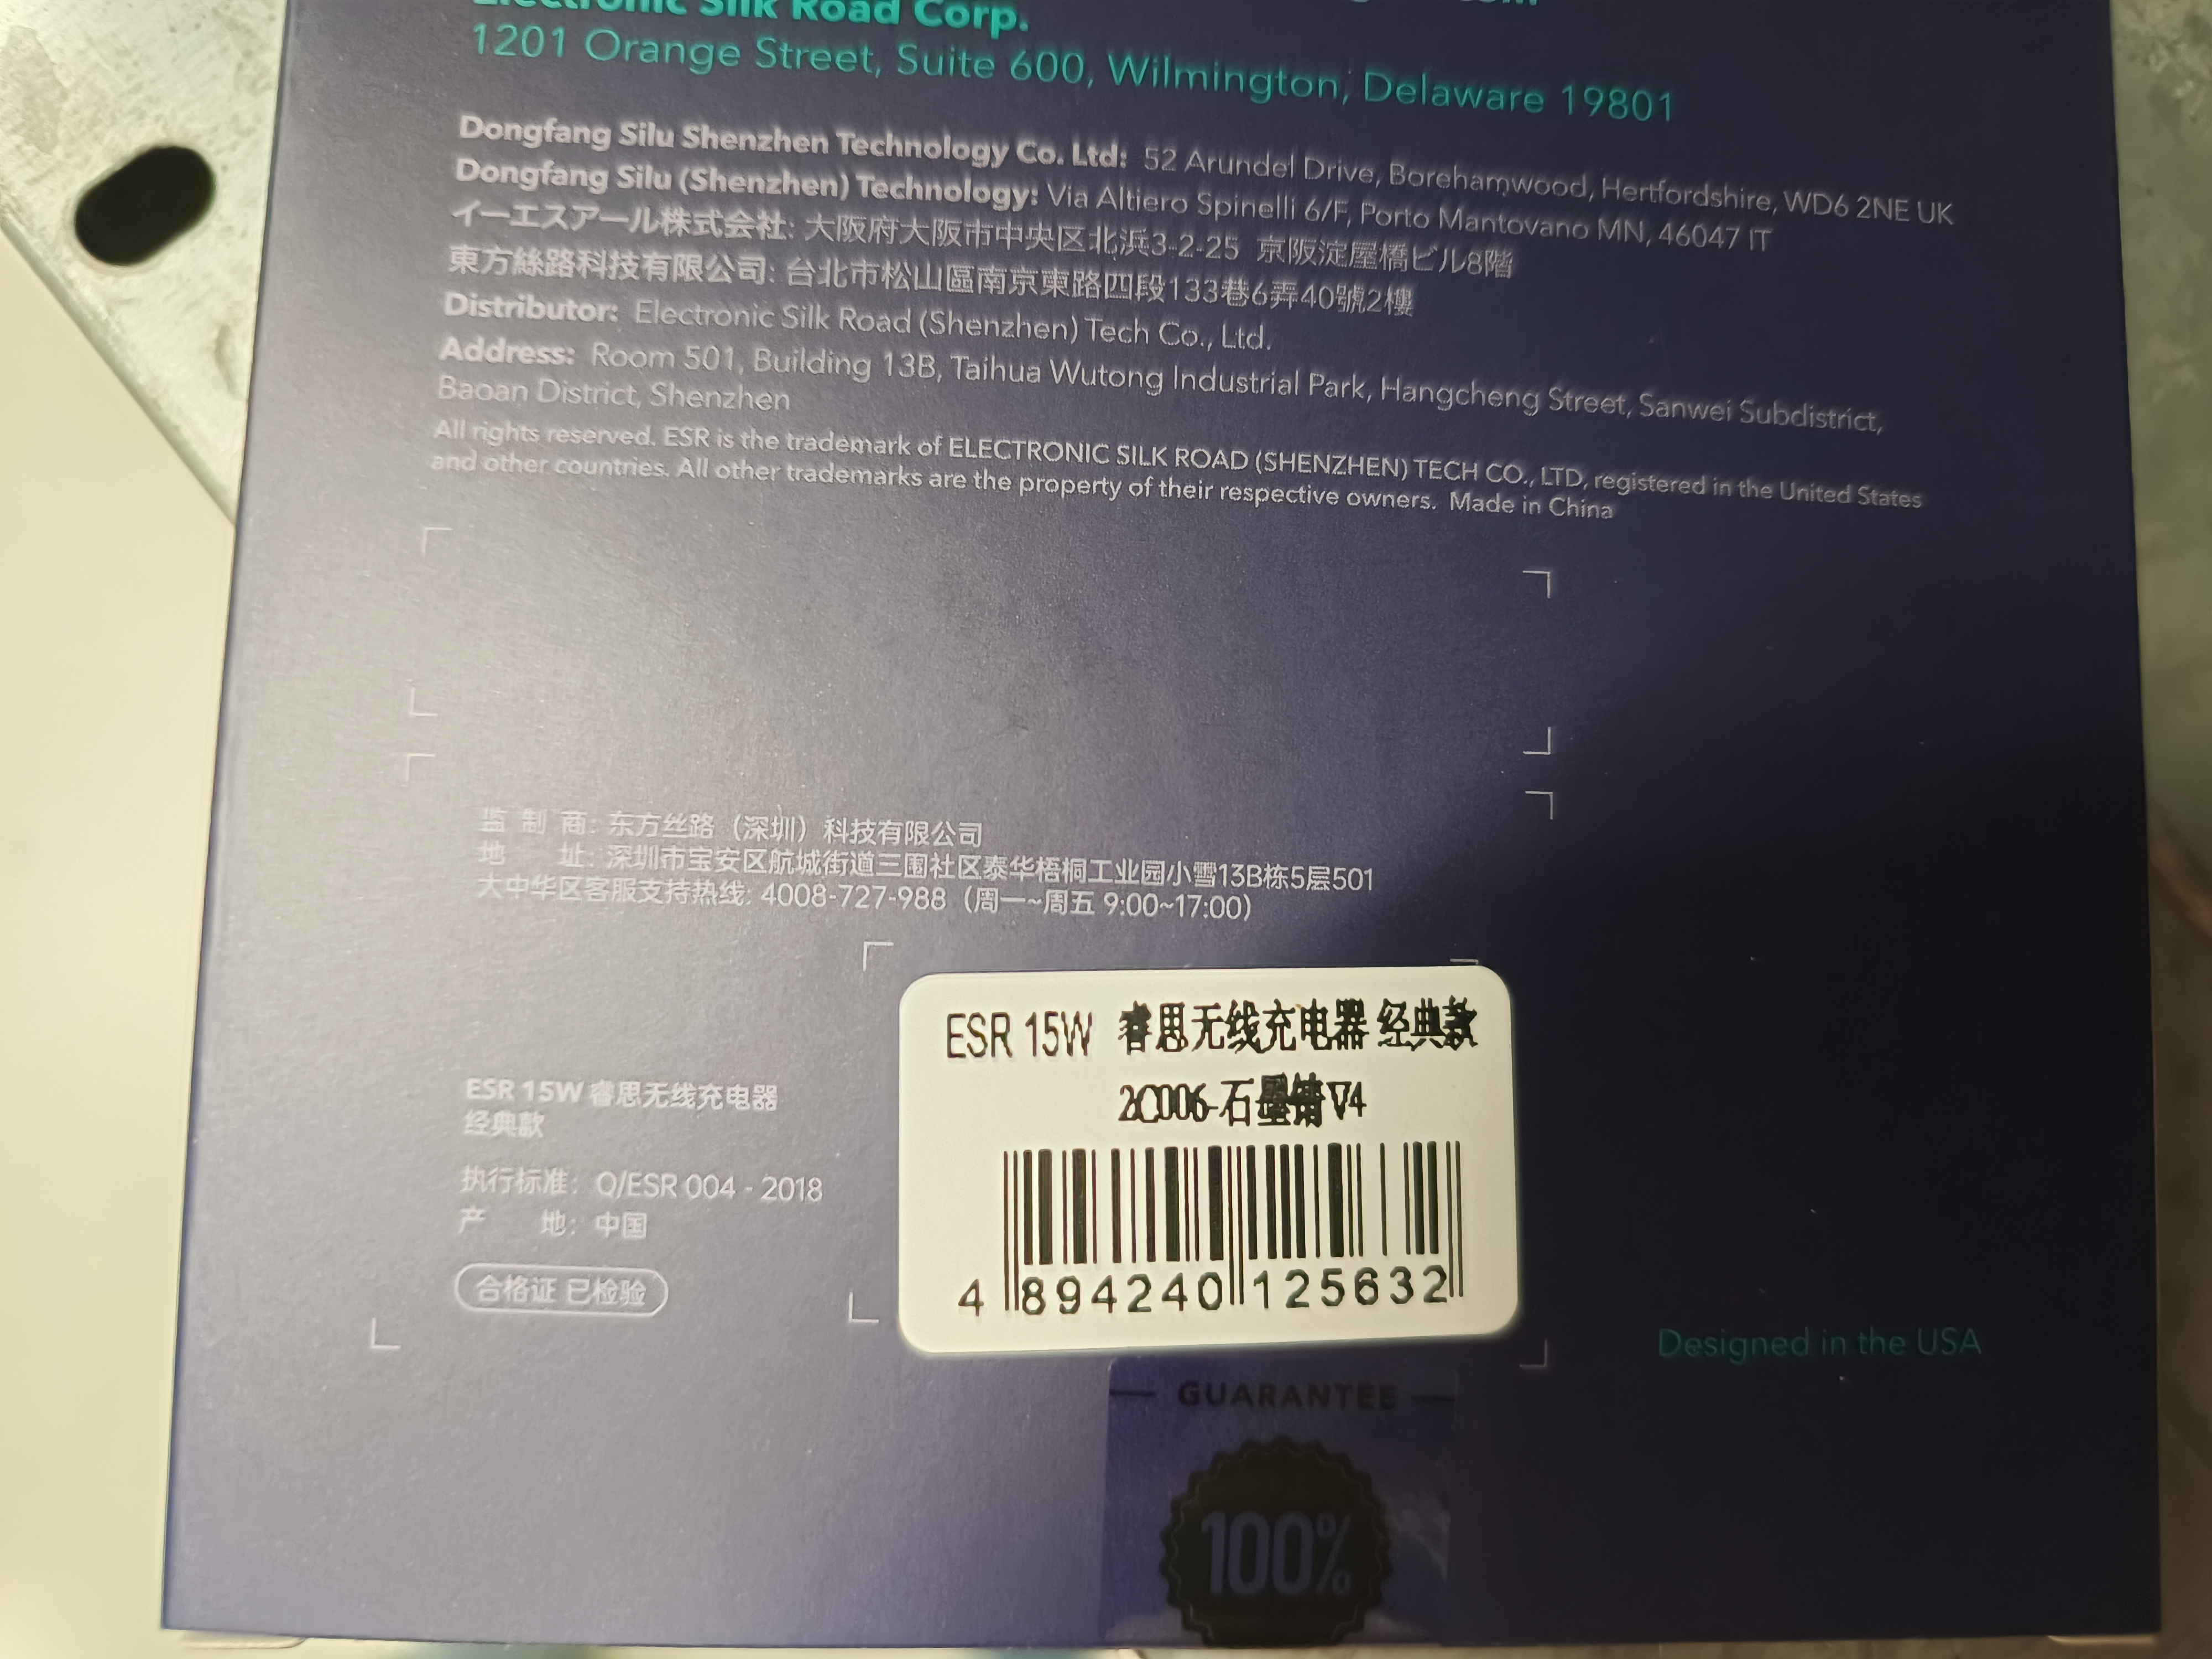 Electronic Silk Road Corp.
1201 Orange Street, Suite 600, Wilmington, Delaware 19801
Dongfang Silu Shenzhen Technology Co. Ltd: 52 Arundel Drive, Borehamwood, Hertfordshire, WD6 2NE UK
Dongfang Silu (Shenzhen) Technology: Via Altiero Spinelli 6/F, Porto Mantovano MN, 46047 IT
イーエスアール株式会社: 大阪府大阪市中央区北浜3-2-25 京阪淀屋橋ビル8階
東方絲路科技有限公司: 台北市松山區南京東路四段133巷6弄40號2樓
Distributor: Electronic Silk Road (Shenzhen) Tech Co., Ltd.
Address: Room 501, Building 13B, Taihua Wutong Industrial Park, Hangcheng Street, Sanwei Subdistrict,
Baoan District, Shenzhen
All rights reserved. ESR is the trademark of ELECTRONIC SILK ROAD (SHENZHEN) TECH CO., LTD, registered in the United States
and other countries. All other trademarks are the property of their respective owners. Made in China
监 制 商: 东方丝路（深圳）科技有限公司
地 址: 深圳市宝安区航城街道三围社区泰华梧桐工业园小雪13B栋5层501
大中华区客服支持热线: 4008-727-988（周一~周五 9:00~17:00）
ESR 15W 睿思无线充电器 经典款
2C006-石墨 V4
4 894240 125632
ESR 15W 睿思无线充电器
经典款
执行标准: Q/ESR 004 - 2018
产 地: 中国
合格证 已检验
Designed in the USA
GUARANTEE
100%